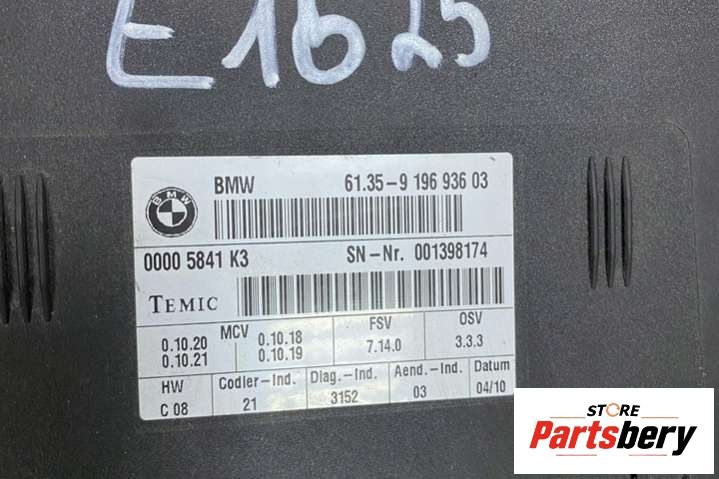 E1625
BMW 61.35-9 196 936 03
BMW
0000 5841 K3 SN-Nr. 001398174
TEMIC
0.10.20 MCV 0.10.18 FSV OSV
0.10.21 0.10.19 7.14.0 3.3.3
HW Codier-Ind. Diag.-Ind. Aend.-Ind. Datum
C 08 21 3152 03 04/10
STORE
Partsbery